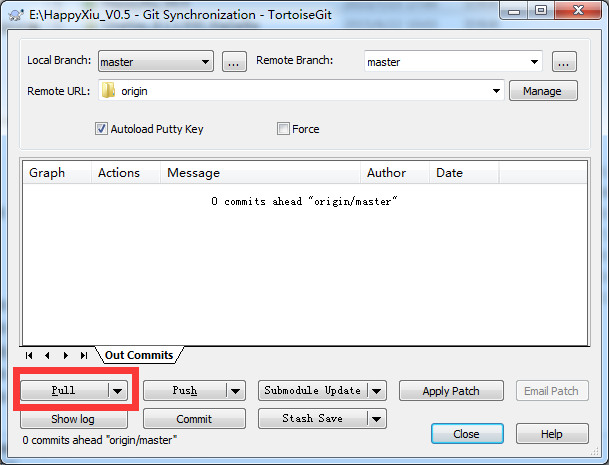 E:\HappyXiu_V0.5 - Git Synchronization - TortoiseGit
Local Branch: master ... Remote Branch: master ...
Remote URL: origin Manage
Autoload Putty Key Force
Graph Actions Message Author Date
0 commits ahead "origin/master"
Out Commits
Pull Push Submodule Update Apply Patch Email Patch
Show log Commit Stash Save
0 commits ahead "origin/master"
Close Help